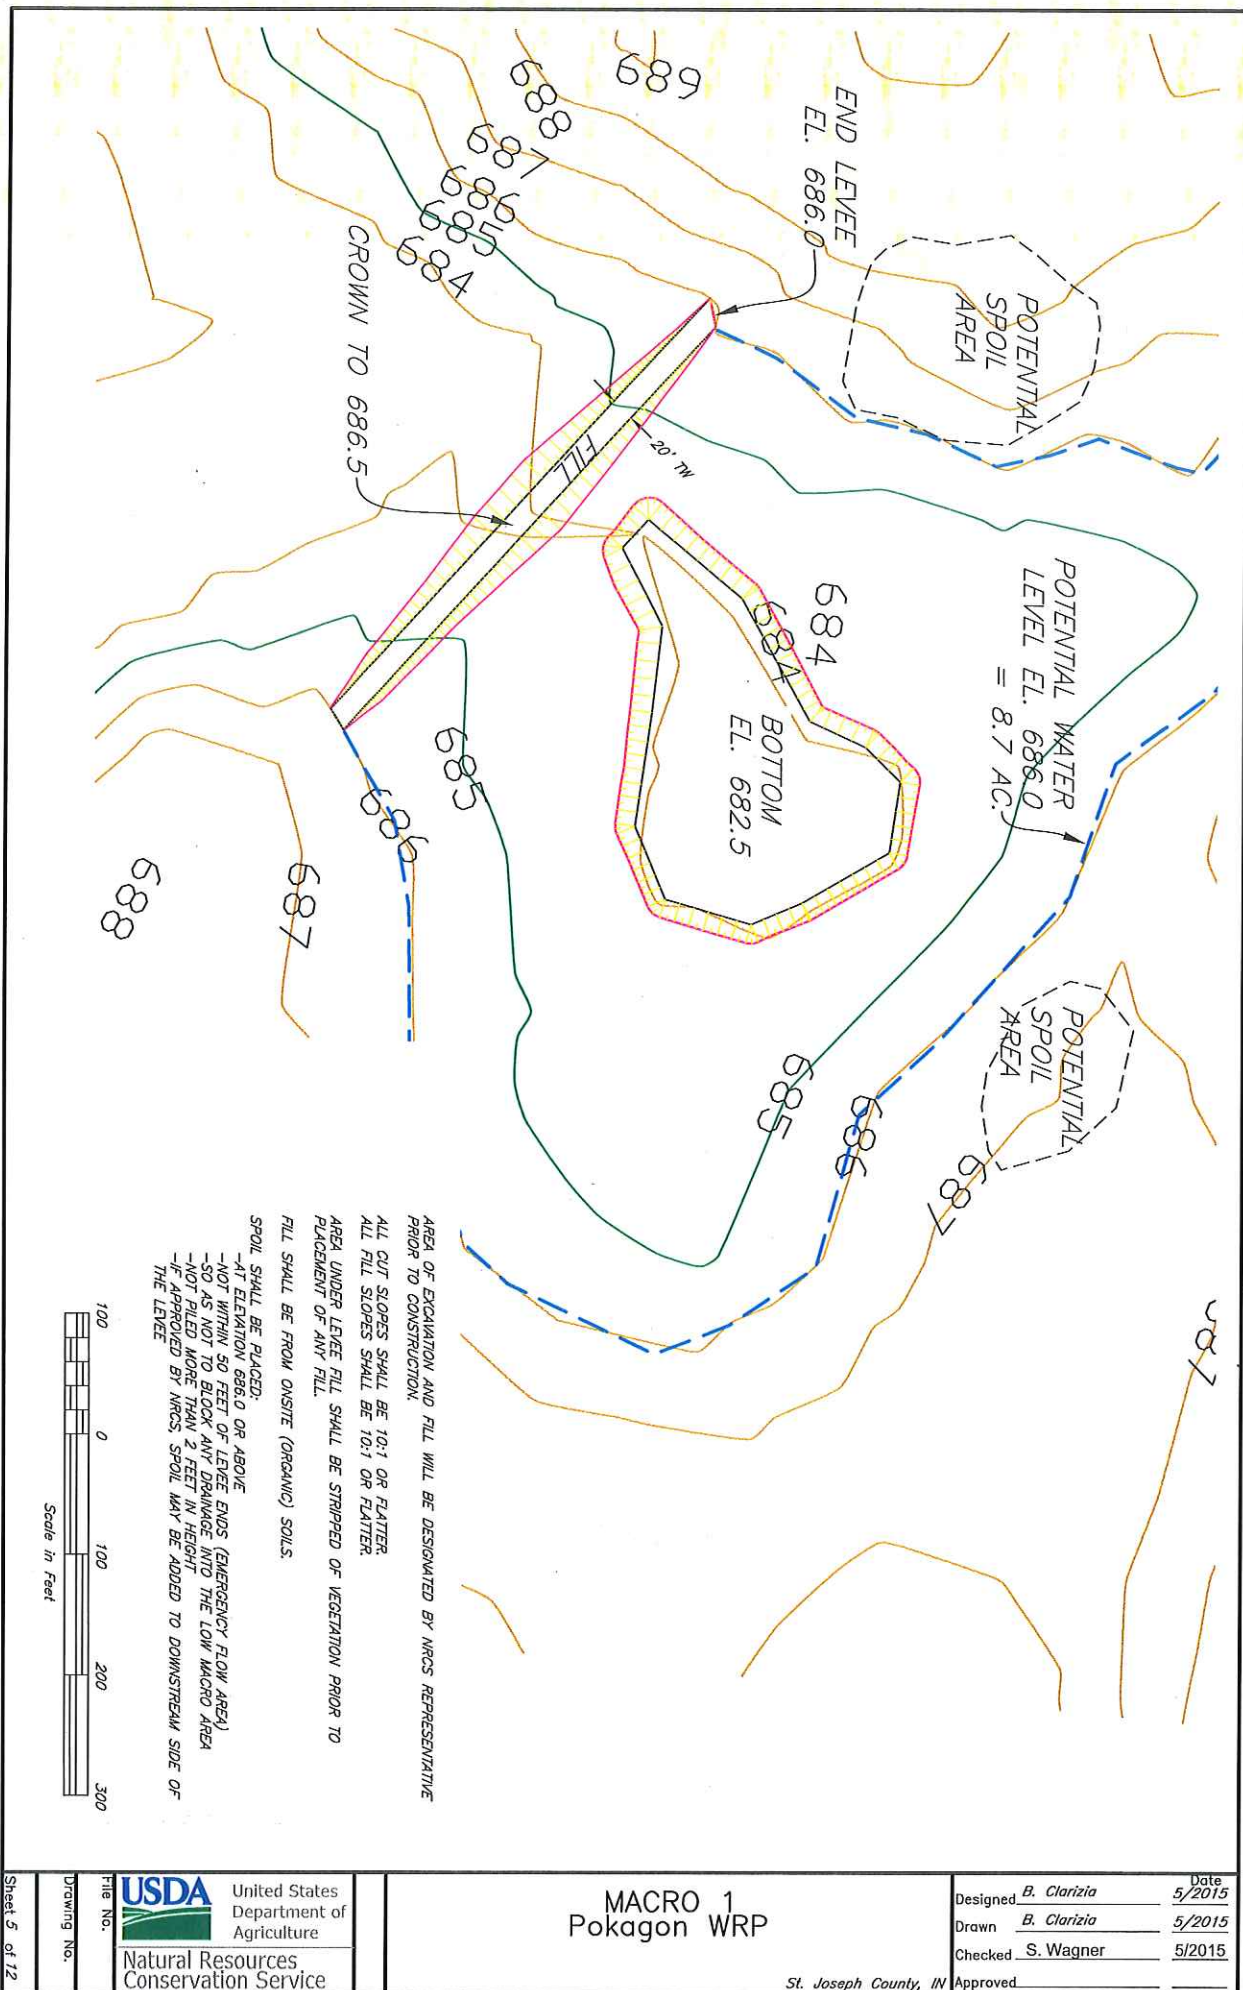 689
688
687
686
685
684
END LEVEE
EL. 686.0
POTENTIAL
SPOIL
AREA
CROWN TO 686.5
FILL
20' TW
POTENTIAL WATER
LEVEL EL. 686.0
= 8.7 AC.
684
684
BOTTOM
EL. 682.5
685
686
687
688
POTENTIAL
SPOIL
AREA
685
686
687
AREA OF EXCAVATION AND FILL WILL BE DESIGNATED BY NRCS REPRESENTATIVE
PRIOR TO CONSTRUCTION.
ALL CUT SLOPES SHALL BE 10:1 OR FLATTER.
ALL FILL SLOPES SHALL BE 10:1 OR FLATTER.
AREA UNDER LEVEE FILL SHALL BE STRIPPED OF VEGETATION PRIOR TO
PLACEMENT OF ANY FILL.
FILL SHALL BE FROM ONSITE (ORGANIC) SOILS.
SPOIL SHALL BE PLACED:
-AT ELEVATION 686.0 OR ABOVE
-NOT WITHIN 50 FEET OF LEVEE ENDS (EMERGENCY FLOW AREA)
-SO AS NOT TO BLOCK ANY DRAINAGE INTO THE LOW MACRO AREA
-NOT PILED MORE THAN 2 FEET IN HEIGHT
-IF APPROVED BY NRCS, SPOIL MAY BE ADDED TO DOWNSTREAM SIDE OF
THE LEVEE
100 0 100 200 300
Scale in Feet
Sheet 5 of 12
Drawing No.
File No.
USDA
United States
Department of
Agriculture
Natural Resources
Conservation Service
MACRO 1
Pokagon WRP
St. Joseph County, IN
Date
Designed B. Clarizia 5/2015
Drawn B. Clarizia 5/2015
Checked S. Wagner 5/2015
Approved